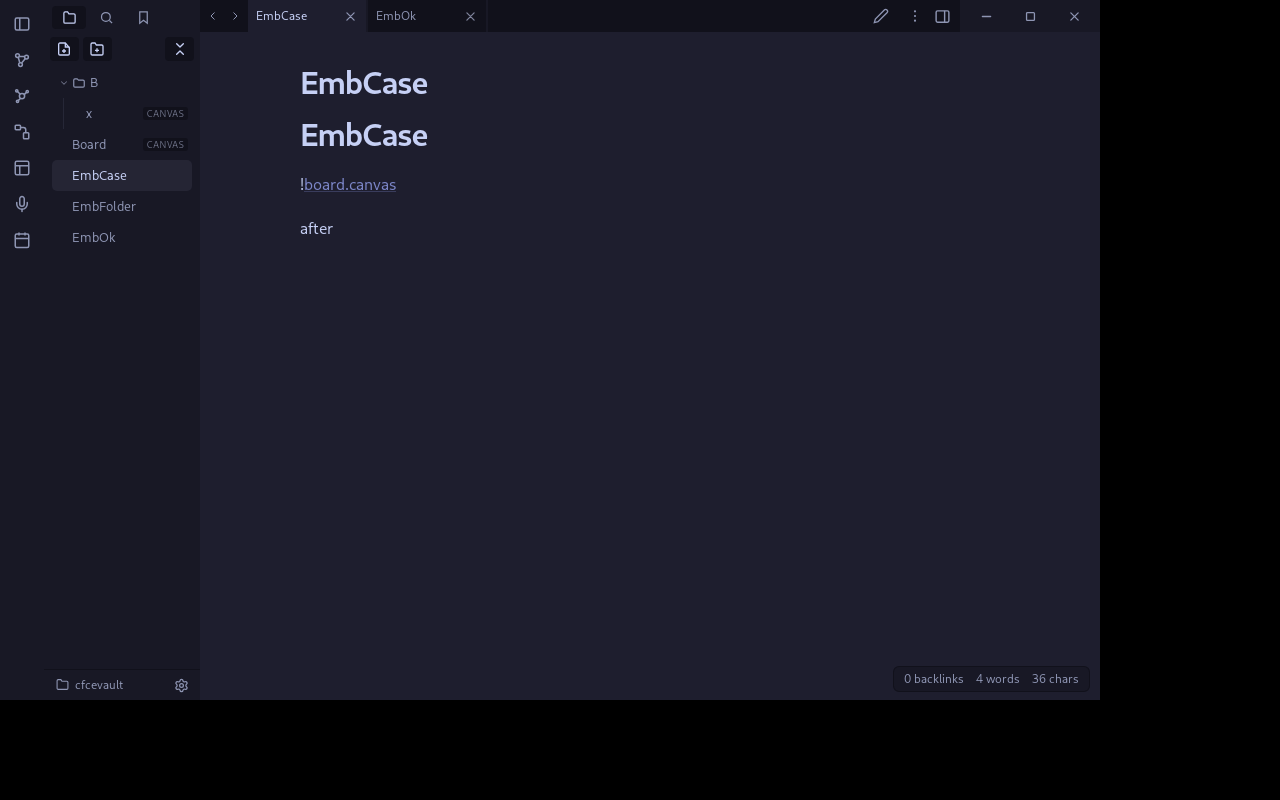 EmbCase
EmbOk
B
x CANVAS
Board CANVAS
EmbCase
EmbFolder
EmbOk
cfcevault
EmbCase
EmbCase
!board.canvas
after
0 backlinks 4 words 36 chars